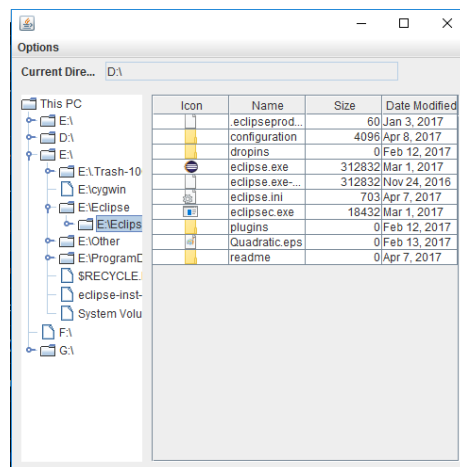 Options
Current Dire... D:\
This PC
E:\
D:\
E:\
E:\.Trash-10
E:\cygwin
E:\Eclipse
E:\Eclips
E:\Other
E:\ProgramD
$RECYCLE.
eclipse-inst-
System Volu
F:\
G:\
Icon Name Size Date Modified
.eclipseprod... 60 Jan 3, 2017
configuration 4096 Apr 8, 2017
dropins 0 Feb 12, 2017
eclipse.exe 312832 Mar 1, 2017
eclipse.exe-... 312832 Nov 24, 2016
eclipse.ini 703 Apr 7, 2017
eclipsec.exe 18432 Mar 1, 2017
plugins 0 Feb 12, 2017
Quadratic.eps 0 Feb 13, 2017
readme 0 Apr 7, 2017